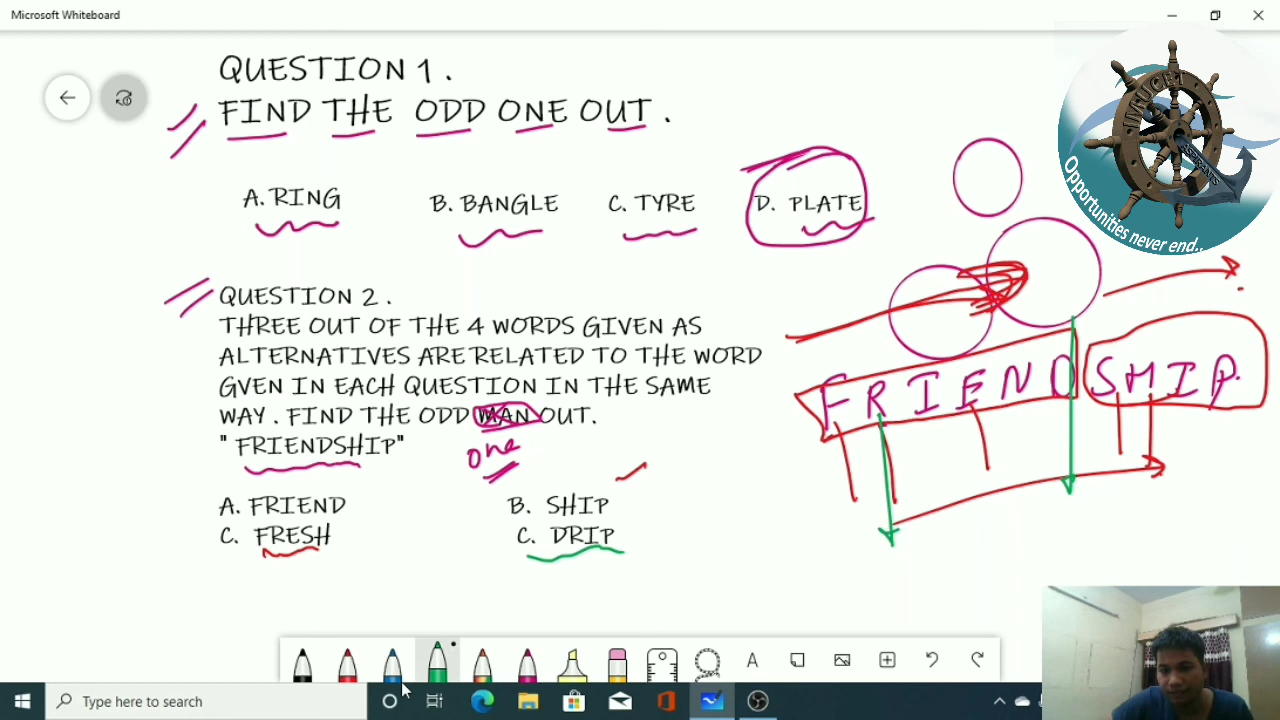 Microsoft Whiteboard
QUESTION 1.
FIND THE ODD ONE OUT.
A. RING B. BANGLE C. TYRE D. PLATE
QUESTION 2.
THREE OUT OF THE 4 WORDS GIVEN AS
ALTERNATIVES ARE RELATED TO THE WORD
GVEN IN EACH QUESTION IN THE SAME
WAY. FIND THE ODD MAN OUT.
one
"FRIENDSHIP"
A. FRIEND B. SHIP
C. FRESH C. DRIP
FRIENDSHIP.
Opportunities never end..
Type here to search